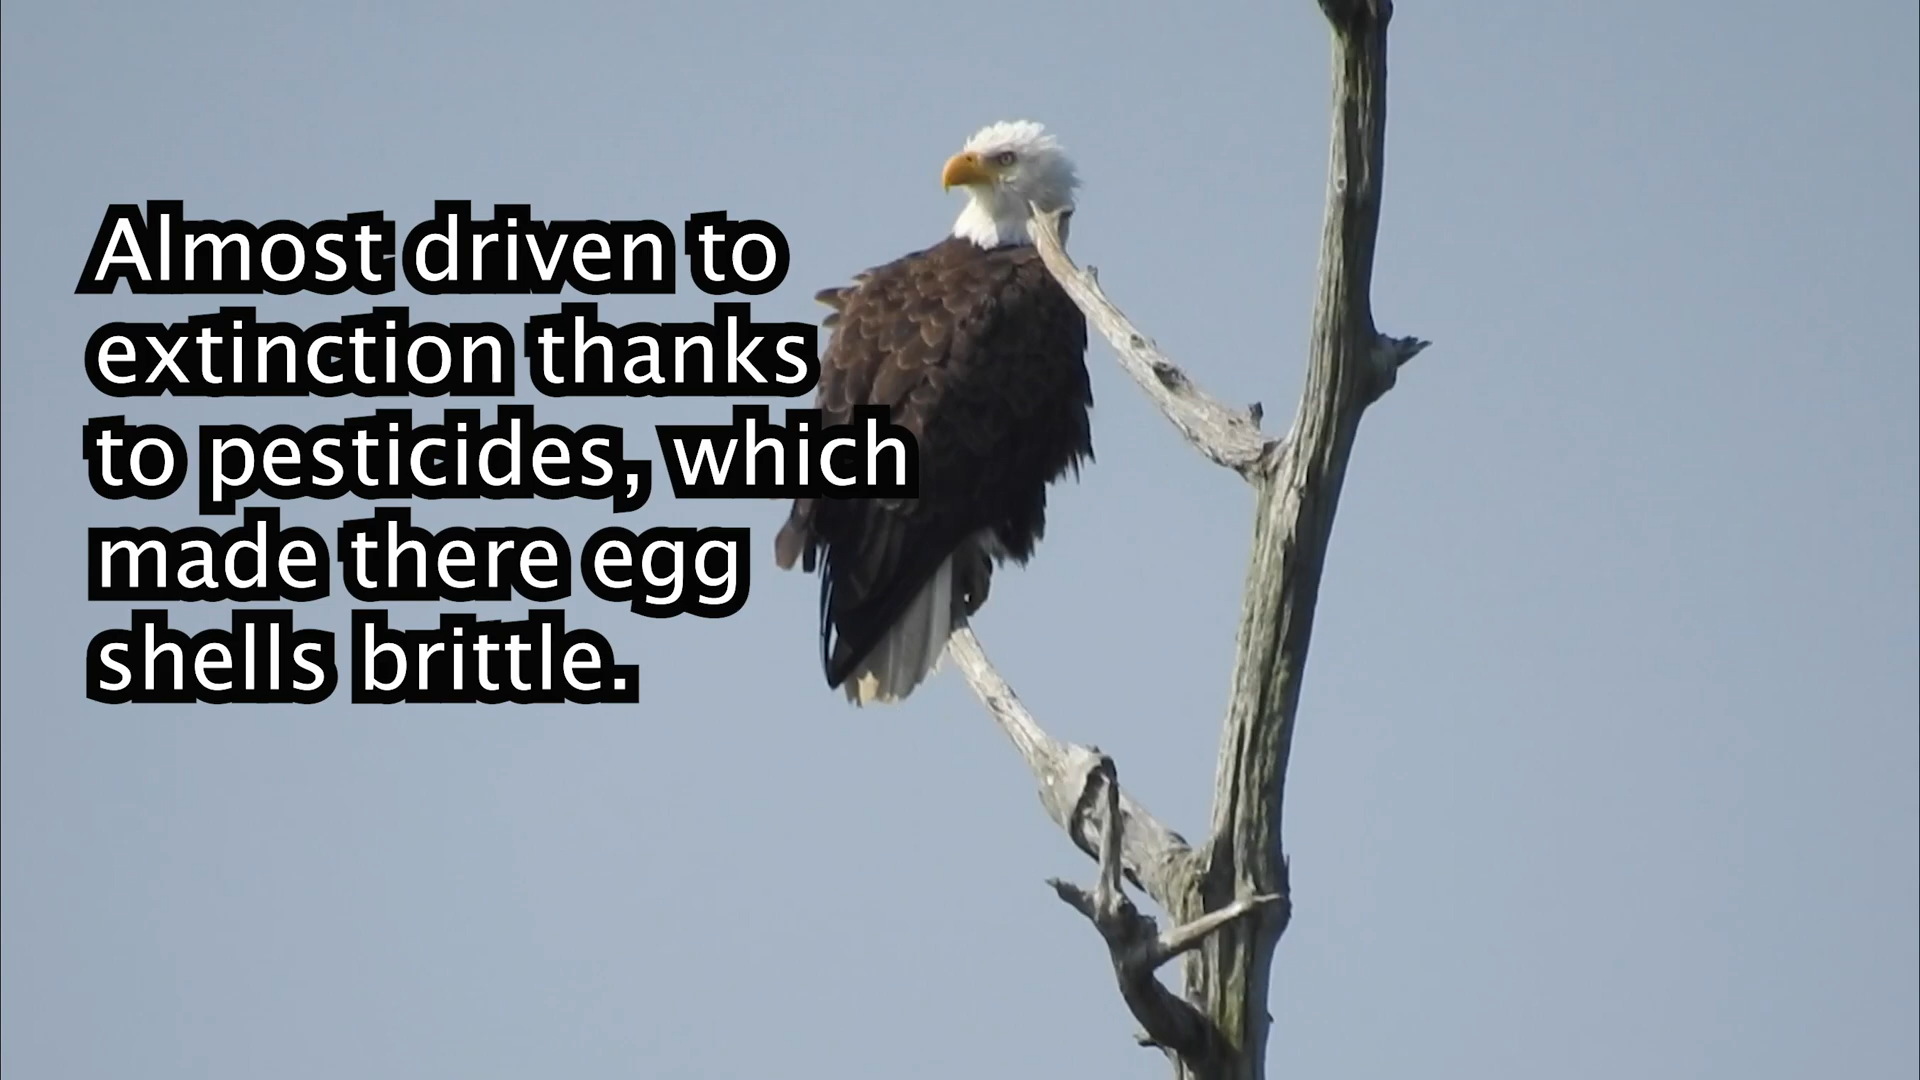 Almost driven to
extinction thanks
to pesticides, which
made there egg
shells brittle.